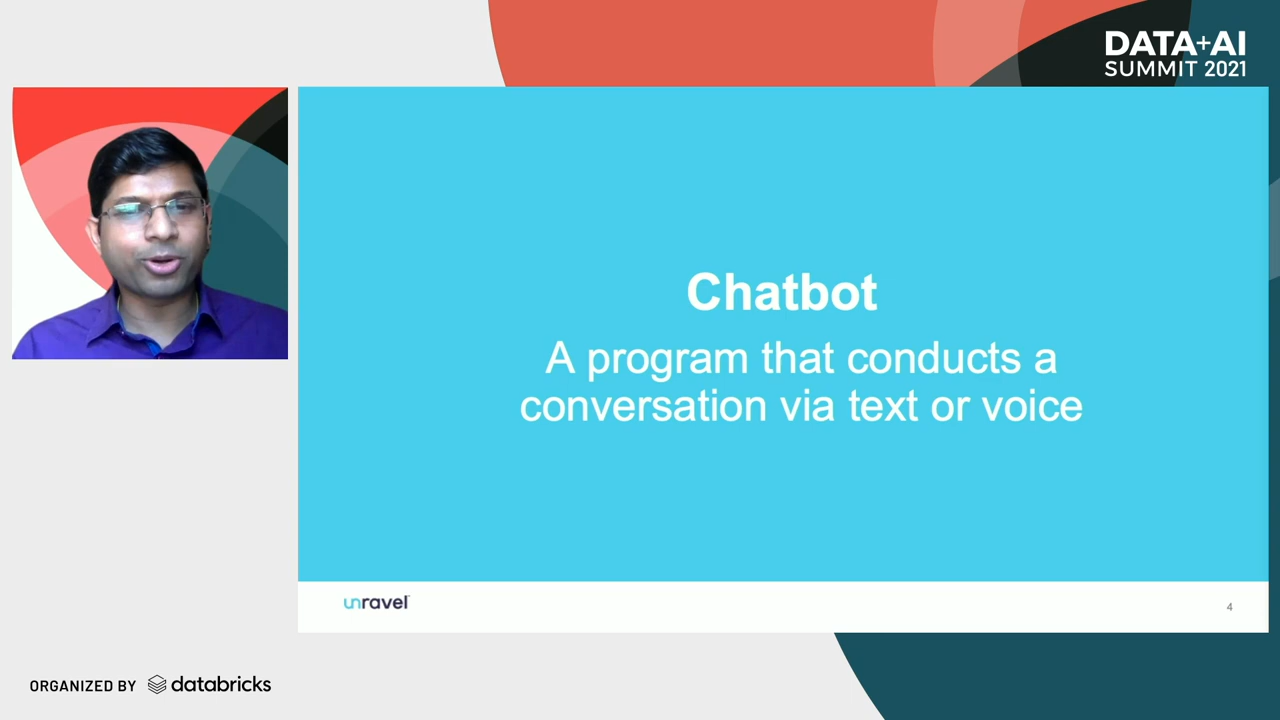 DATA+AI
SUMMIT 2021
Chatbot
A program that conducts a
conversation via text or voice
unravel
4
ORGANIZED BY databricks